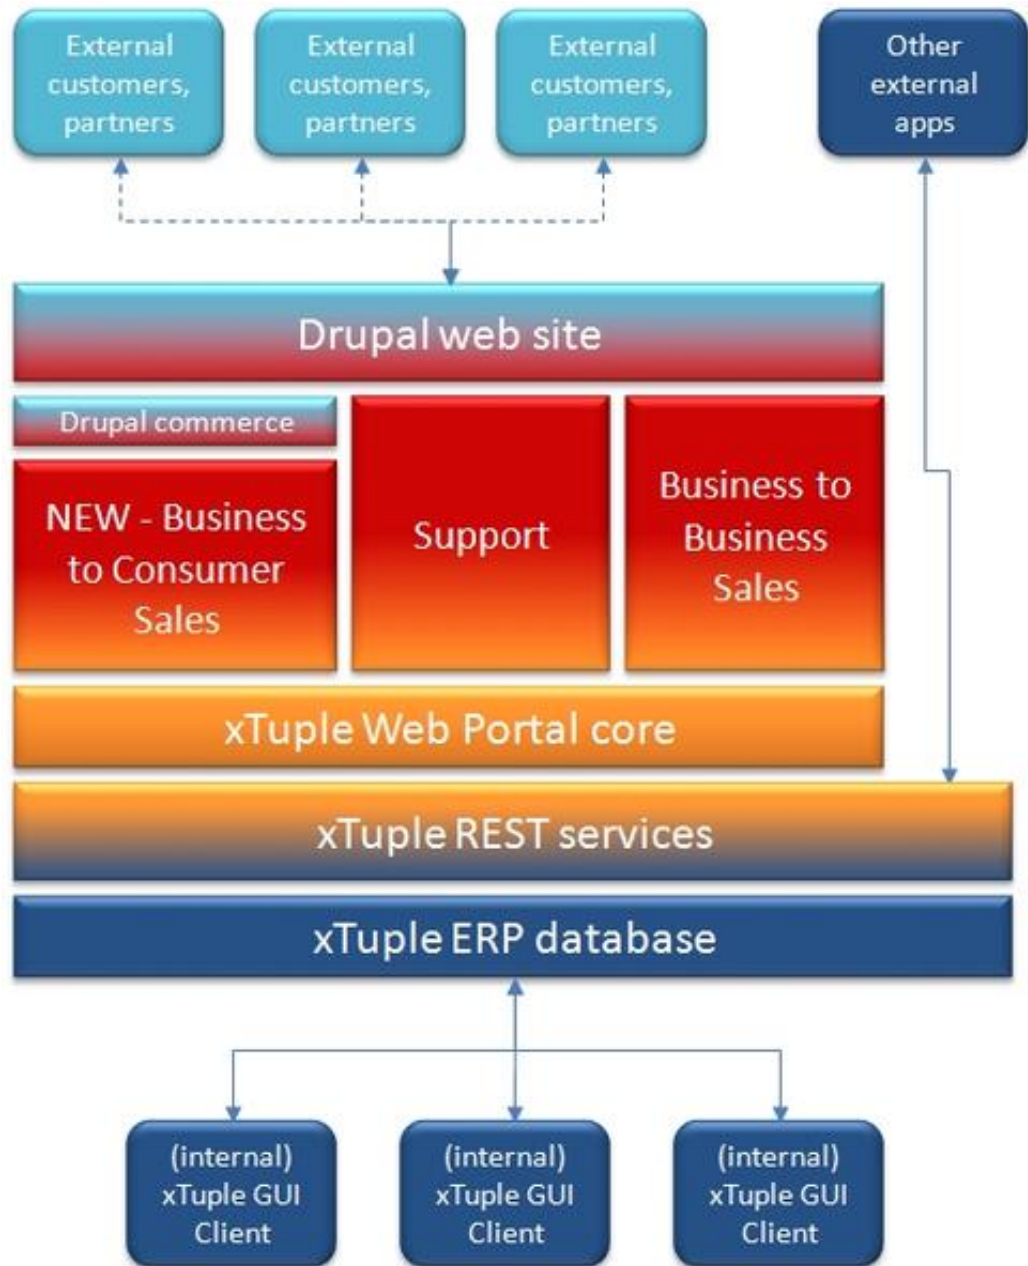 External
customers,
partners
External
customers,
partners
External
customers,
partners
Other
external
apps
Drupal web site
Drupal commerce
NEW - Business
to Consumer
Sales
Support
Business to
Business
Sales
xTuple Web Portal core
xTuple REST services
xTuple ERP database
(internal)
xTuple GUI
Client
(internal)
xTuple GUI
Client
(internal)
xTuple GUI
Client